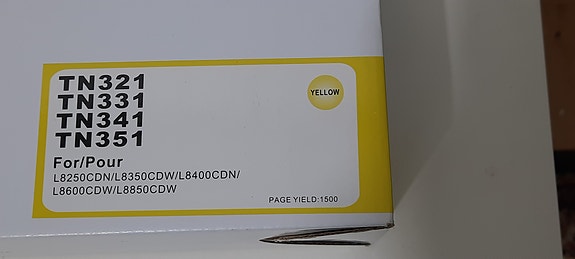 TN321
TN331
TN341
TN351
YELLOW
For/Pour
L8250CDN/L8350CDW/L8400CDN/
L8600CDW/L8850CDW
PAGE YIELD:1500